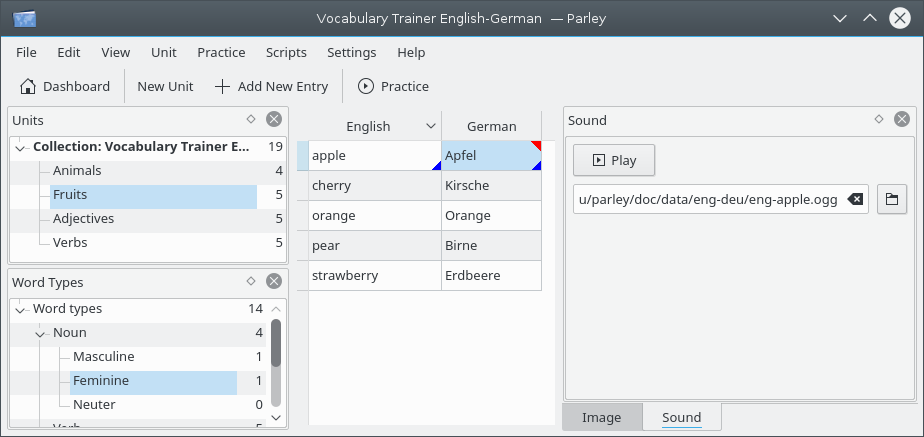 Vocabulary Trainer English-German — Parley
File Edit View Unit Practice Scripts Settings Help
Dashboard New Unit Add New Entry Practice
Units
Collection: Vocabulary Trainer E... 19
Animals 4
Fruits 5
Adjectives 5
Verbs 5
Word Types
Word types 14
Noun 4
Masculine 1
Feminine 1
Neuter 0
Verb 5
English German
apple Apfel
cherry Kirsche
orange Orange
pear Birne
strawberry Erdbeere
Sound
Play
u/parley/doc/data/eng-deu/eng-apple.ogg
Image Sound